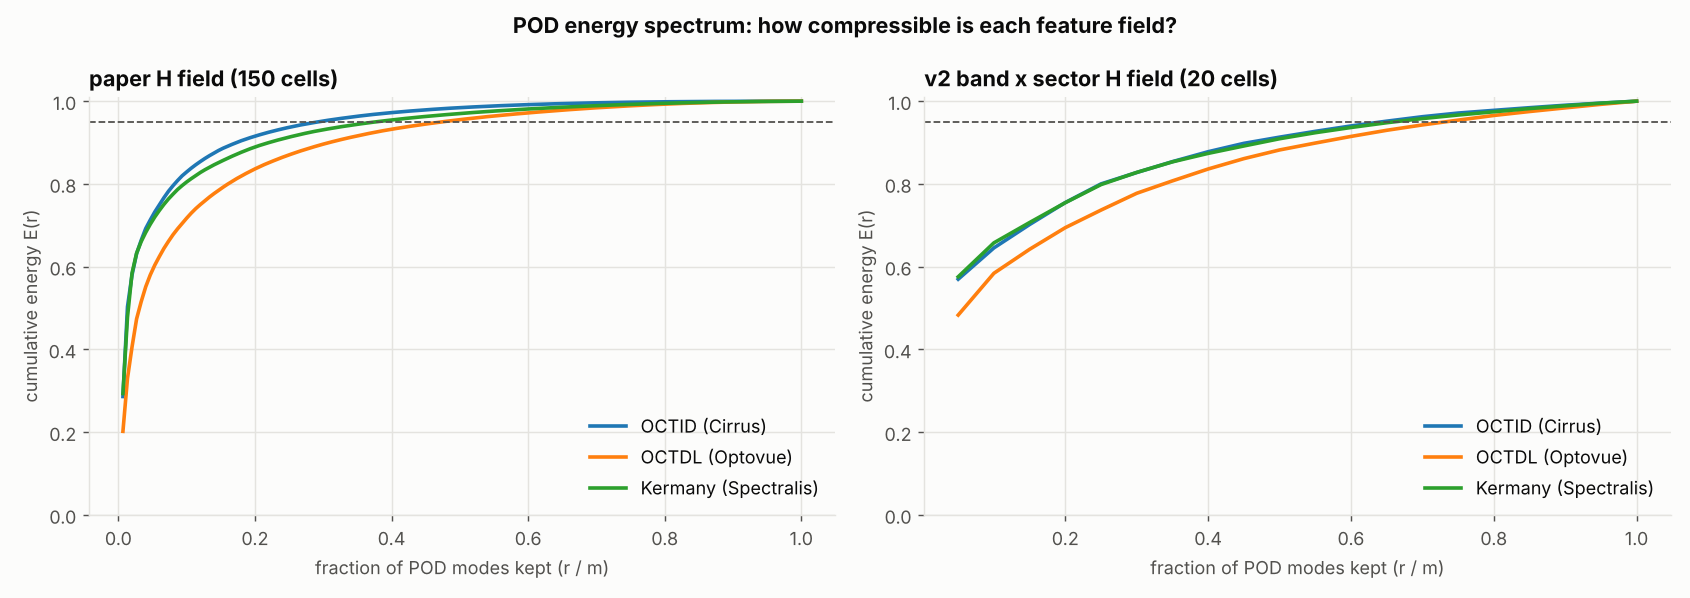 POD energy spectrum: how compressible is each feature field?
paper H field (150 cells)
1.0
0.8
0.6
0.4
0.2
0.0
cumulative energy E(r)
0.0 0.2 0.4 0.6 0.8 1.0
fraction of POD modes kept (r / m)
OCTID (Cirrus)
OCTDL (Optovue)
Kermany (Spectralis)
v2 band x sector H field (20 cells)
1.0
0.8
0.6
0.4
0.2
0.0
cumulative energy E(r)
0.2 0.4 0.6 0.8 1.0
fraction of POD modes kept (r / m)
OCTID (Cirrus)
OCTDL (Optovue)
Kermany (Spectralis)